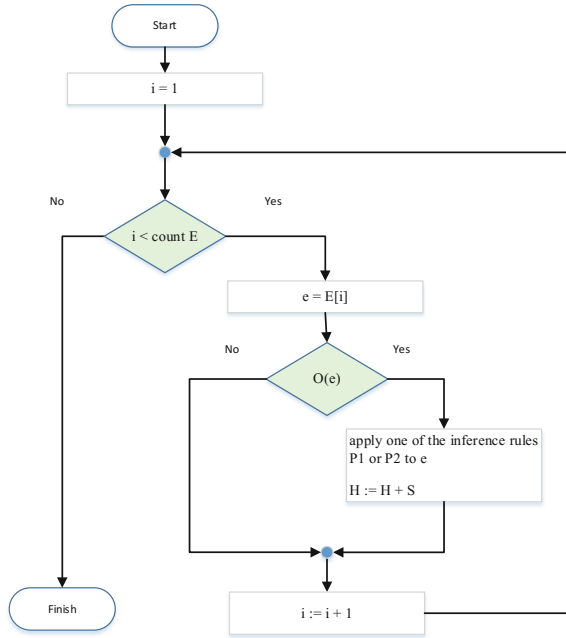 Start
i = 1
No
Yes
i < count E
e = E[i]
No
Yes
O(e)
apply one of the inference rules
P1 or P2 to e
H := H + S
Finish
i := i + 1